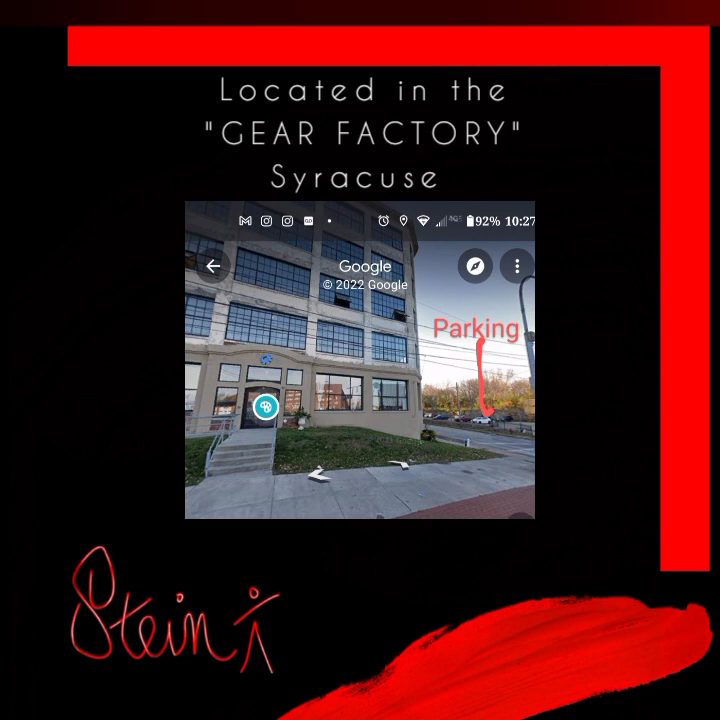 Located in the
"GEAR FACTORY"
Syracuse
92% 10:27
Google
© 2022 Google
Parking
Stein